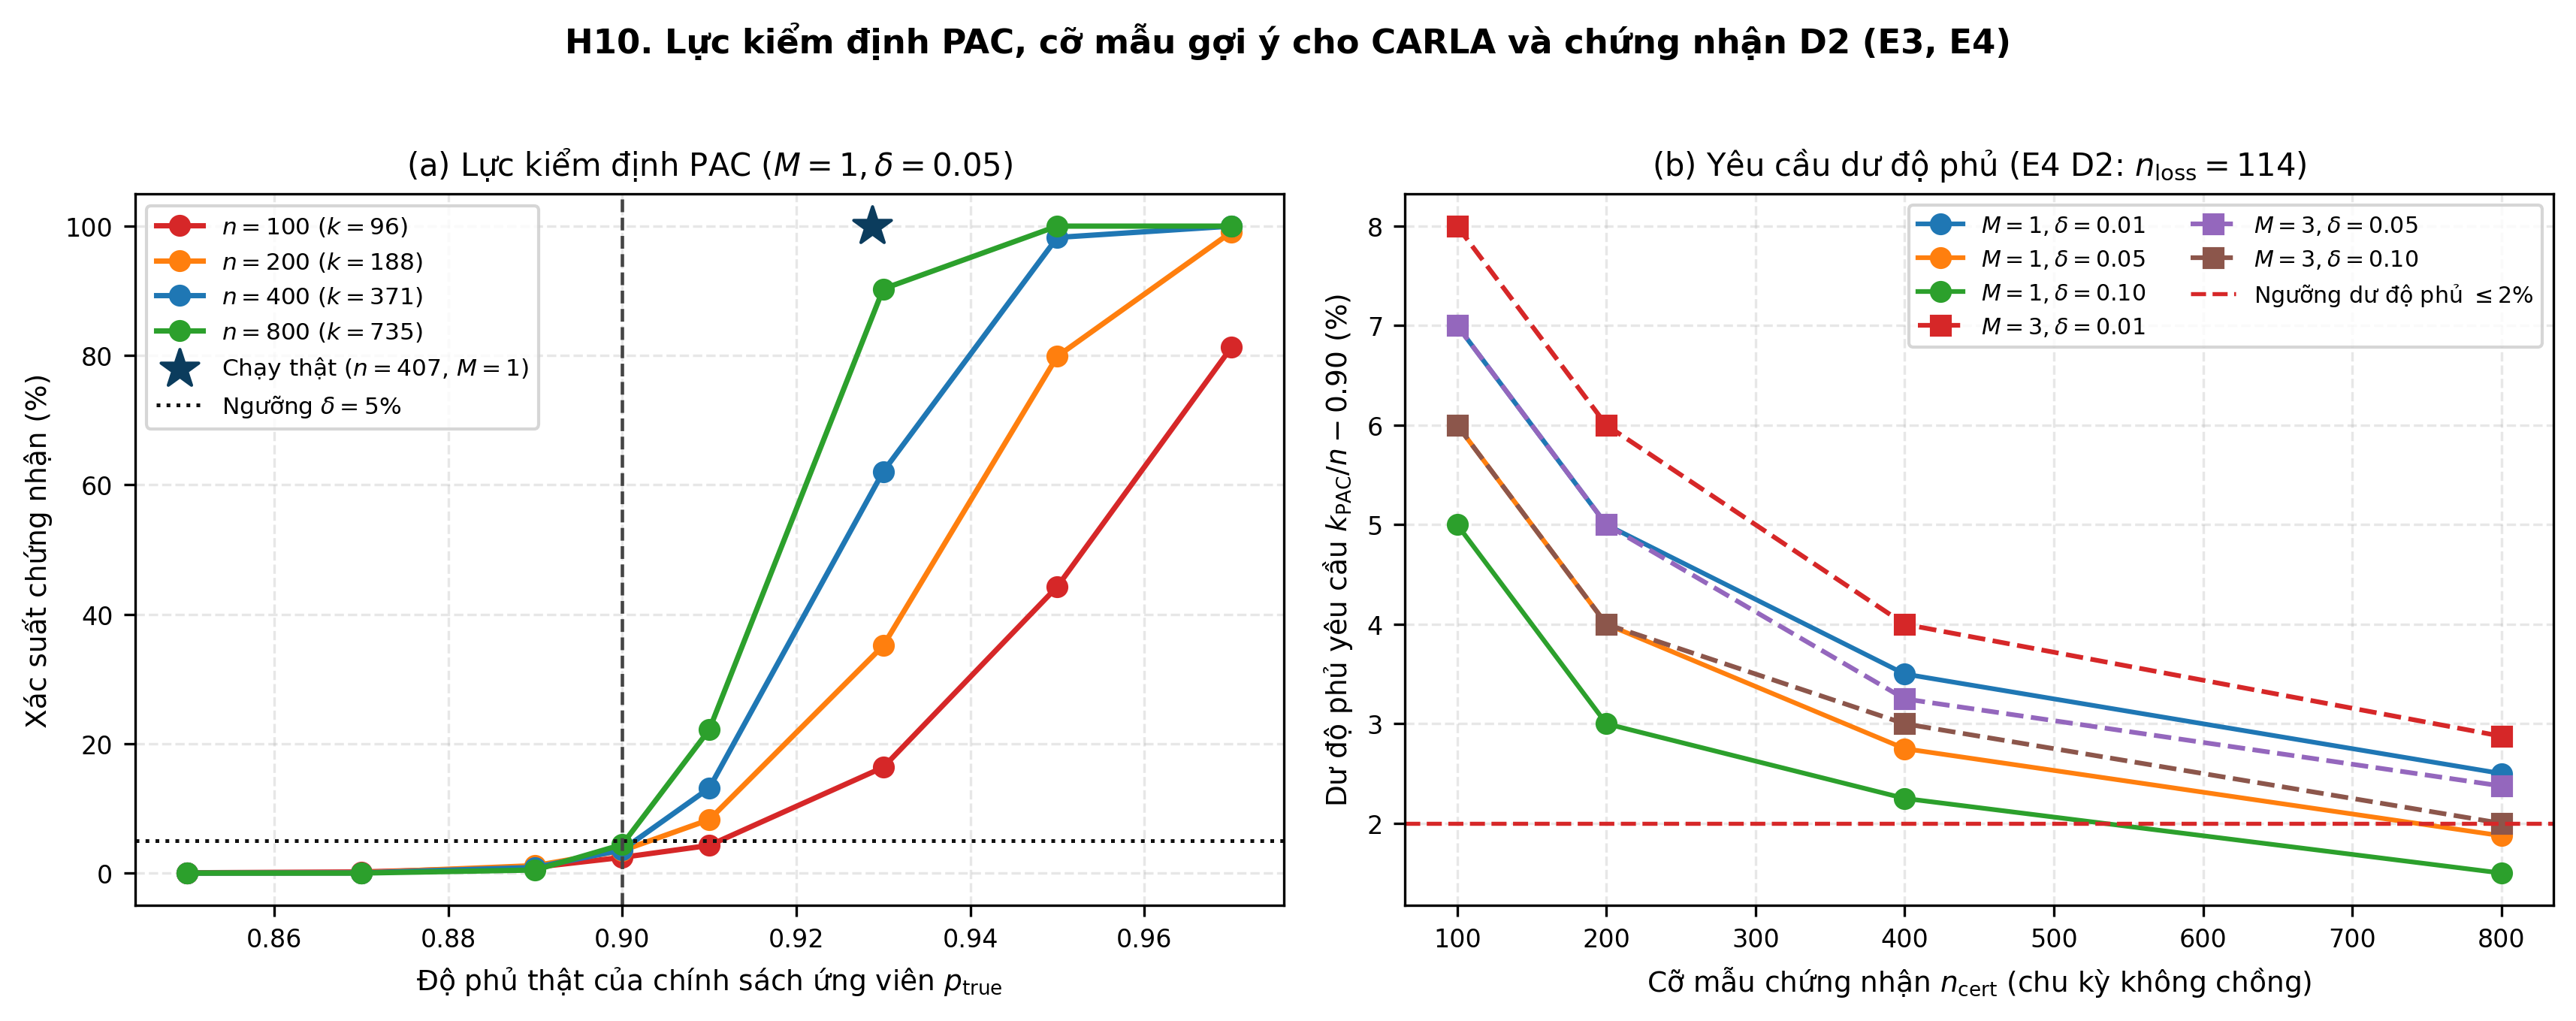 H10. Lực kiểm định PAC, cỡ mẫu gợi ý cho CARLA và chứng nhận D2 (E3, E4)
(a) Lực kiểm định PAC (M = 1, δ = 0.05)
Xác suất chứng nhận (%)
100
80
60
40
20
0
n = 100 (k = 96)
n = 200 (k = 188)
n = 400 (k = 371)
n = 800 (k = 735)
Chạy thật (n = 407, M = 1)
Ngưỡng δ = 5%
0.86 0.88 0.90 0.92 0.94 0.96
Độ phủ thật của chính sách ứng viên p_true
(b) Yêu cầu dư độ phủ (E4 D2: n_loss = 114)
Dư độ phủ yêu cầu k_PAC/n − 0.90 (%)
8
7
6
5
4
3
2
M = 1, δ = 0.01
M = 1, δ = 0.05
M = 1, δ = 0.10
M = 3, δ = 0.01
M = 3, δ = 0.05
M = 3, δ = 0.10
Ngưỡng dư độ phủ ≤ 2%
100 200 300 400 500 600 700 800
Cỡ mẫu chứng nhận n_cert (chu kỳ không chồng)